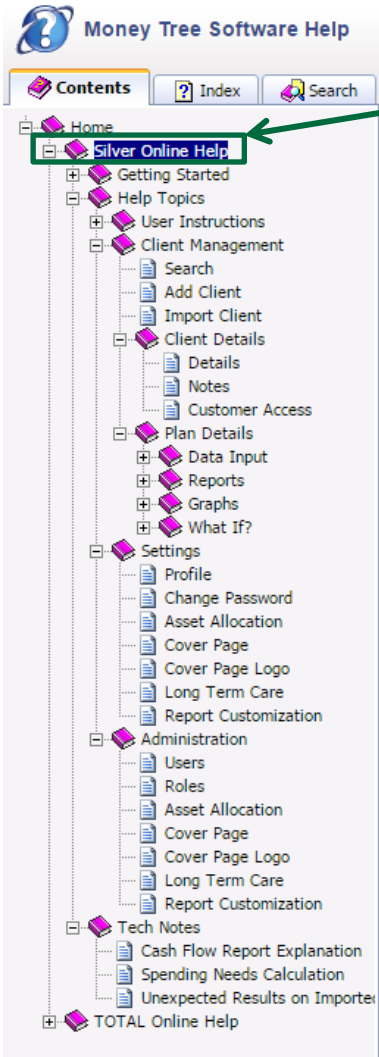 Money Tree Software Help
Contents Index Search
Home
Silver Online Help
Getting Started
Help Topics
User Instructions
Client Management
Search
Add Client
Import Client
Client Details
Details
Notes
Customer Access
Plan Details
Data Input
Reports
Graphs
What If?
Settings
Profile
Change Password
Asset Allocation
Cover Page
Cover Page Logo
Long Term Care
Report Customization
Administration
Users
Roles
Asset Allocation
Cover Page
Cover Page Logo
Long Term Care
Report Customization
Tech Notes
Cash Flow Report Explanation
Spending Needs Calculation
Unexpected Results on Importe
TOTAL Online Help